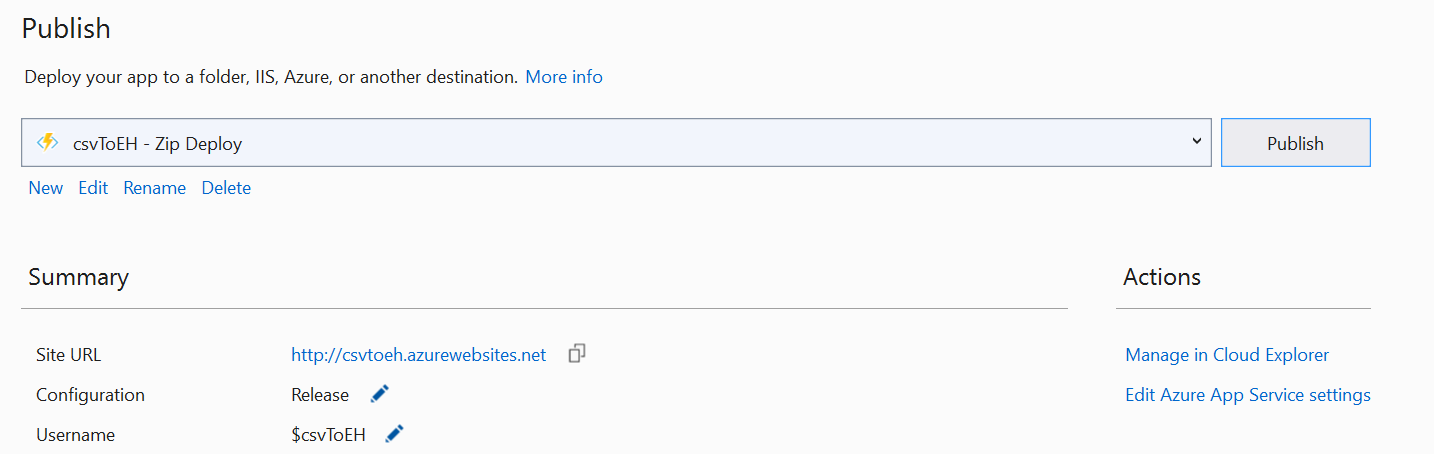 Publish
Deploy your app to a folder, IIS, Azure, or another destination. More info
csvToEH - Zip Deploy
Publish
New Edit Rename Delete
Summary
Actions
Site URL http://csvtoeh.azurewebsites.net
Manage in Cloud Explorer
Configuration Release
Edit Azure App Service settings
Username $csvToEH